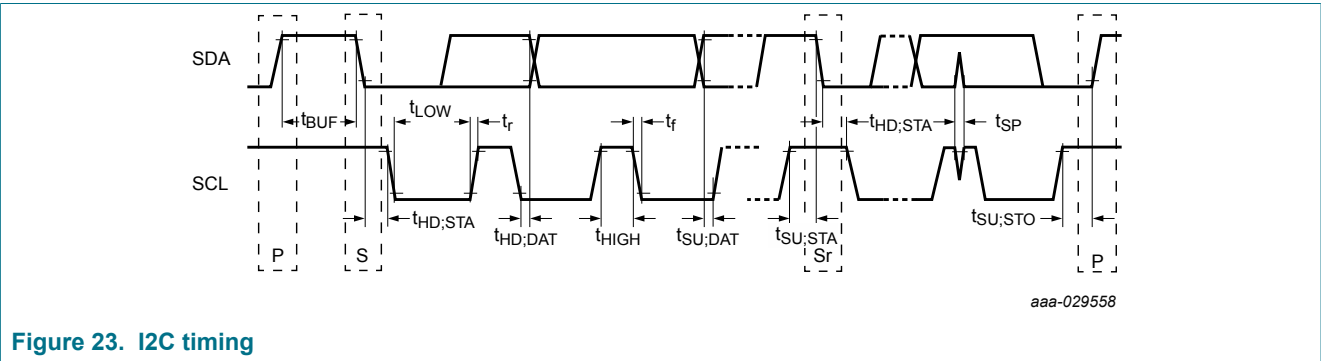 SDA
tBUF
tLOW
tr
tf
tHD;STA
tSP
SCL
tHD;STA
tHD;DAT
tHIGH
tSU;DAT
tSU;STA
tSU;STO
P
S
Sr
P
aaa-029558
Figure 23. I2C timing